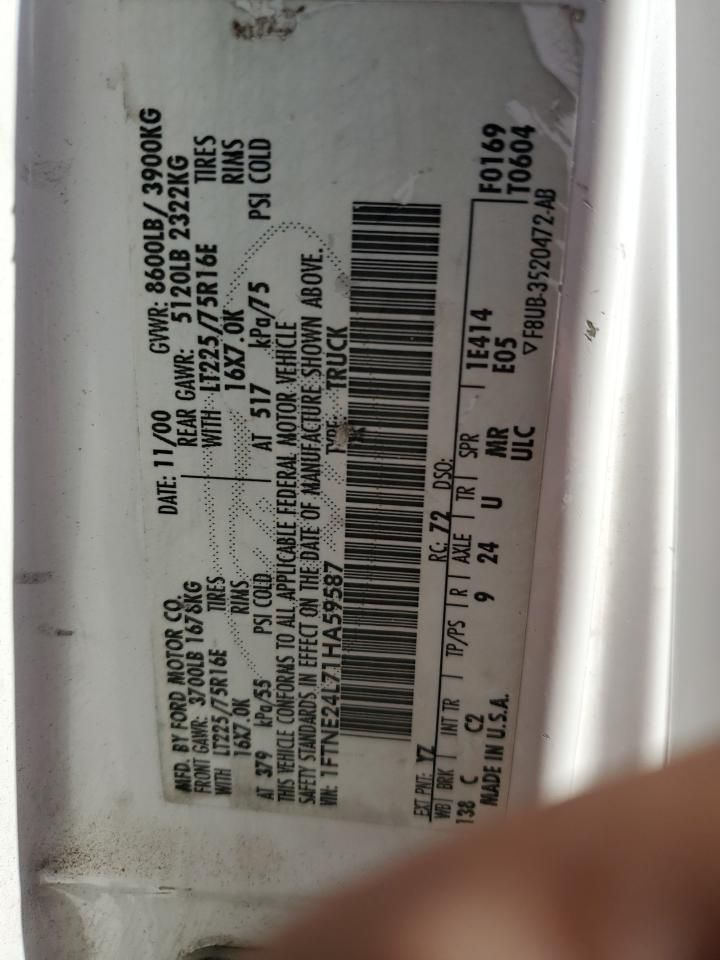 MFD. BY FORD MOTOR CO. DATE: 11/00 GVWR: 8600LB/ 3900KG
FRONT GAWR: 3700LB 1678KG REAR GAWR: 5120LB 2322KG
WITH LT225/75R16E TIRES WITH LT225/75R16E TIRES
16X7.0K RIMS 16X7.0K RIMS
AT 379 kPa/55 PSI COLD AT 517 kPa/75 PSI COLD
THIS VEHICLE CONFORMS TO ALL APPLICABLE FEDERAL MOTOR VEHICLE
SAFETY STANDARDS IN EFFECT ON THE DATE OF MANUFACTURE SHOWN ABOVE.
VIN: 1FTNE24L71HA59587 TYPE: TRUCK
EXT PNT: YZ RC: 72 DSO:
WB BRK INT TR TP/PS R AXLE TR SPR
138 C C2 9 24 U MR 1E414 F0169
MADE IN U.S.A. ULC E05 T0604
▽F8UB-3520472-AB